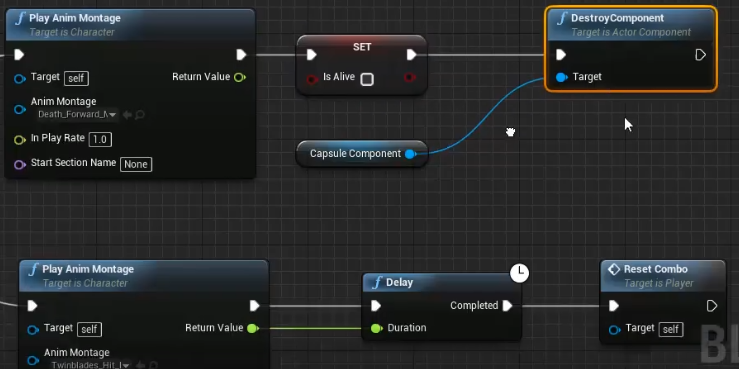 Play Anim Montage
Target is Character
Target self
Return Value
Anim Montage
Death_Forward_
In Play Rate 1.0
Start Section Name None
SET
Is Alive
Capsule Component
DestroyComponent
Target is Actor Component
Target
Play Anim Montage
Target is Character
Target self
Return Value
Anim Montage
Twinblades_Hit_
Delay
Completed
Duration
Reset Combo
Target is Player
Target self
BL